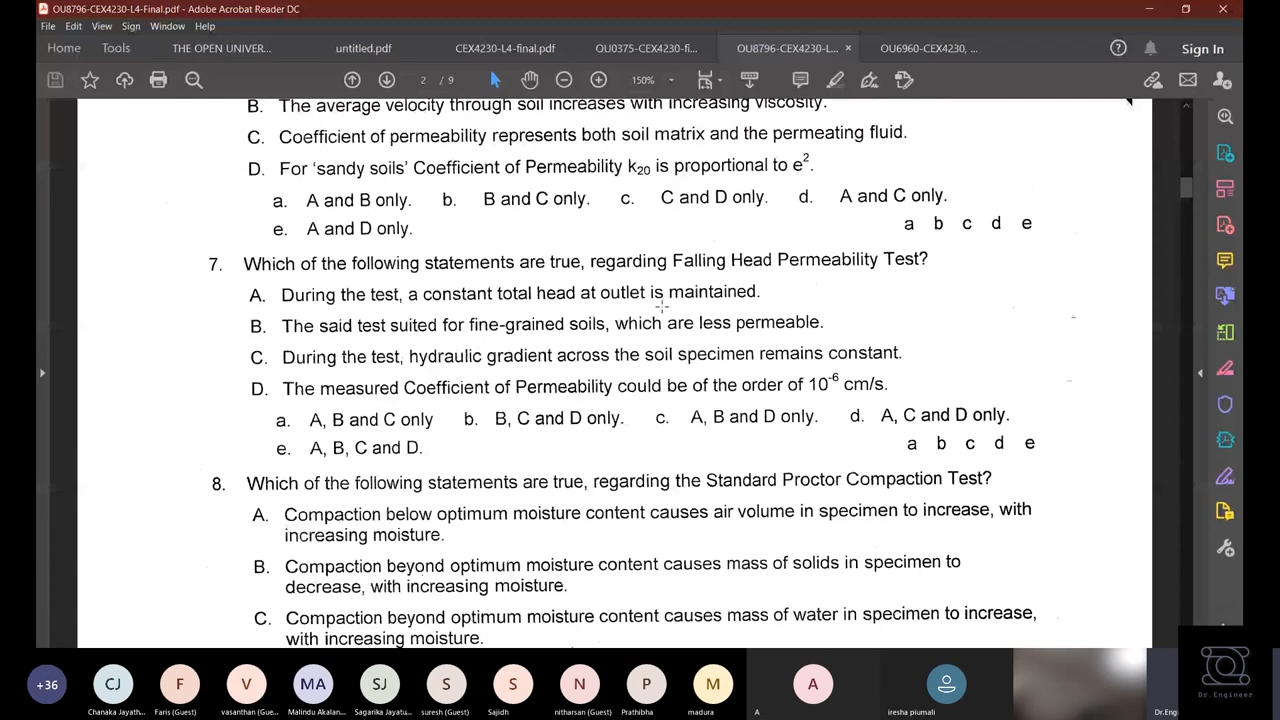 OU8796-CEX4230-L4-Final.pdf - Adobe Acrobat Reader DC
File Edit View Sign Window Help
Home Tools THE OPEN UNIVER... untitled.pdf CEX4230-L4-final.pdf OU0375-CEX4230-fi... OU8796-CEX4230-L... × OU6960-CEX4230, ... Sign In
2 / 9 150%
B. The average velocity through soil increases with increasing viscosity.
C. Coefficient of permeability represents both soil matrix and the permeating fluid.
D. For 'sandy soils' Coefficient of Permeability k20 is proportional to e2.
a. A and B only. b. B and C only. c. C and D only. d. A and C only.
e. A and D only. a b c d e
7. Which of the following statements are true, regarding Falling Head Permeability Test?
A. During the test, a constant total head at outlet is maintained.
B. The said test suited for fine-grained soils, which are less permeable.
C. During the test, hydraulic gradient across the soil specimen remains constant.
D. The measured Coefficient of Permeability could be of the order of 10-6 cm/s.
a. A, B and C only b. B, C and D only. c. A, B and D only. d. A, C and D only.
e. A, B, C and D. a b c d e
8. Which of the following statements are true, regarding the Standard Proctor Compaction Test?
A. Compaction below optimum moisture content causes air volume in specimen to increase, with
increasing moisture.
B. Compaction beyond optimum moisture content causes mass of solids in specimen to
decrease, with increasing moisture.
C. Compaction beyond optimum moisture content causes mass of water in specimen to increase,
with increasing moisture.
+36 CJ F V MA SJ S S N P M A
Chanaka Jayath... Faris(Guest) vasanthan (Gue... Malindu Akalan... Sagarika Jayatu... suresh (Guest) Sajidh nitharsan (Guest) Prathibha madura A iresha piumali Dr.Eng
Dr.Engineer